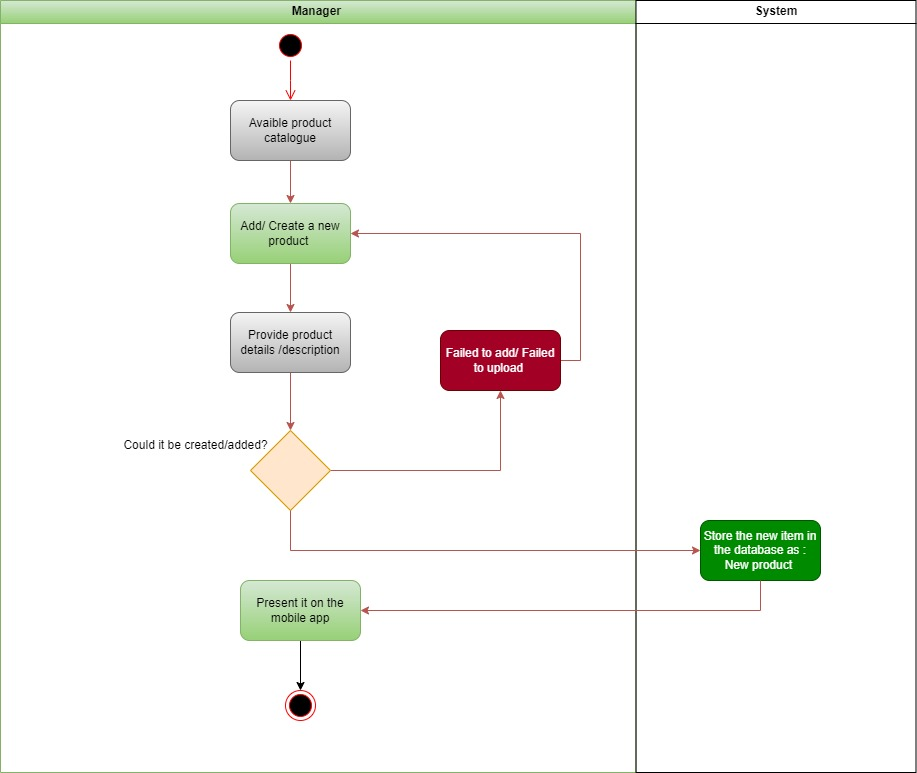 Manager
System
Avaible product
catalogue
Add/ Create a new
product
Provide product
details /description
Failed to add/ Failed
to upload
Could it be created/added?
Store the new item in
the database as :
New product
Present it on the
mobile app